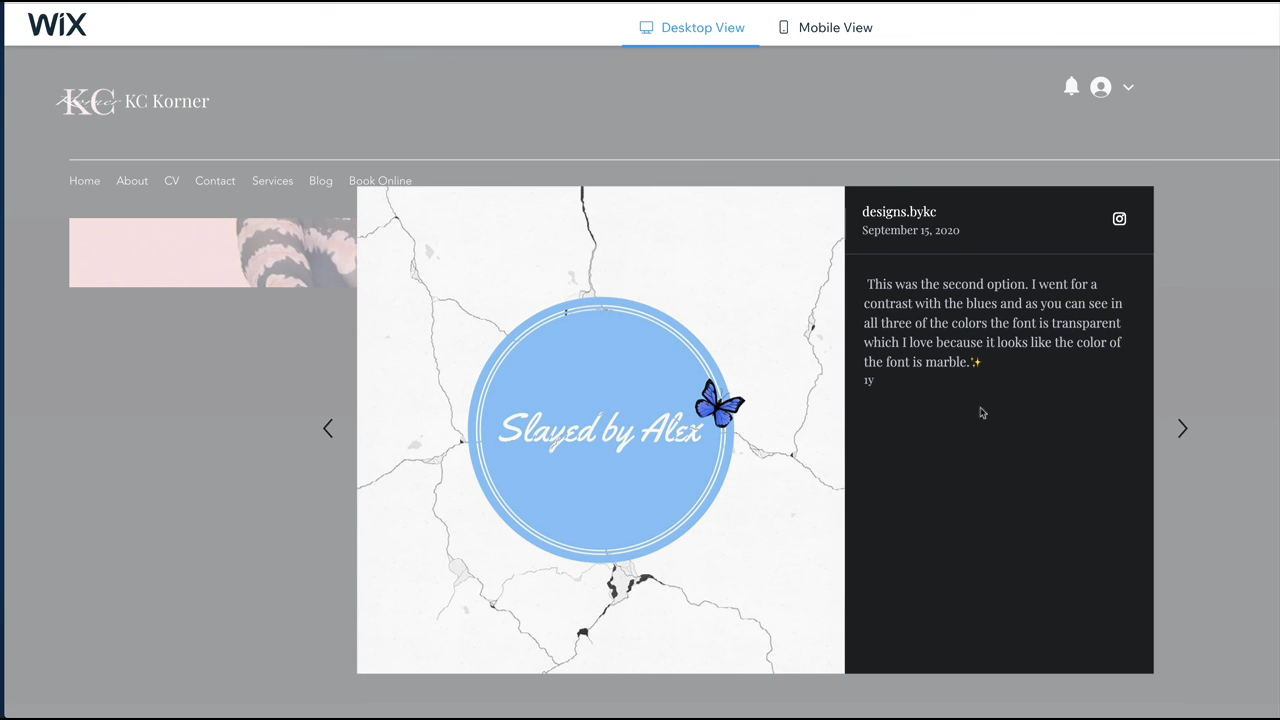 WiX
Desktop View
Mobile View
KC
Korner
KC Korner
Home
About
CV
Contact
Services
Blog
Book Online
designs.bykc
September 15, 2020
This was the second option. I went for a
contrast with the blues and as you can see in
all three of the colors the font is transparent
which I love because it looks like the color of
the font is marble.✨
1y
Slayed by Alex